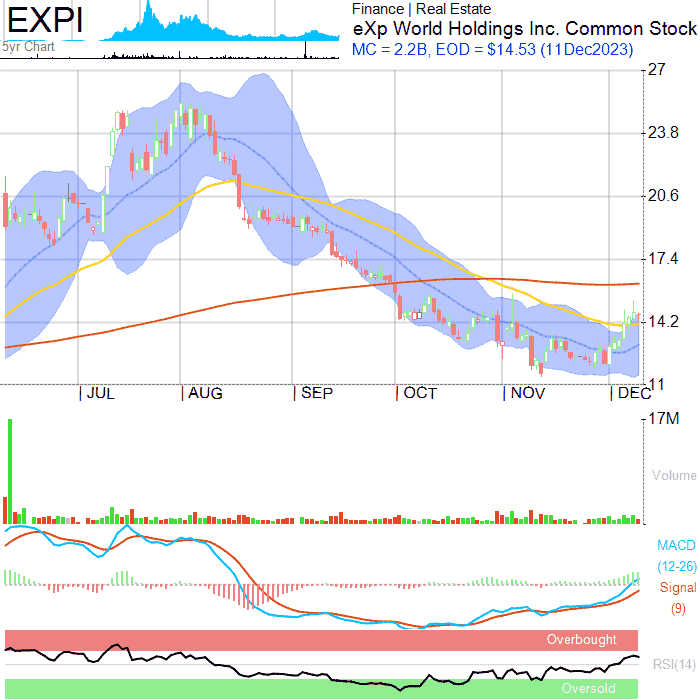 EXPI
5yr Chart
Finance | Real Estate
eXp World Holdings Inc. Common Stock
MC = 2.2B, EOD = $14.53 (11Dec2023)
27
23.8
20.6
17.4
14.2
11
JUL AUG SEP OCT NOV DEC
17M
Volume
MACD
(12-26)
Signal
(9)
Overbought
RSI(14)
Oversold